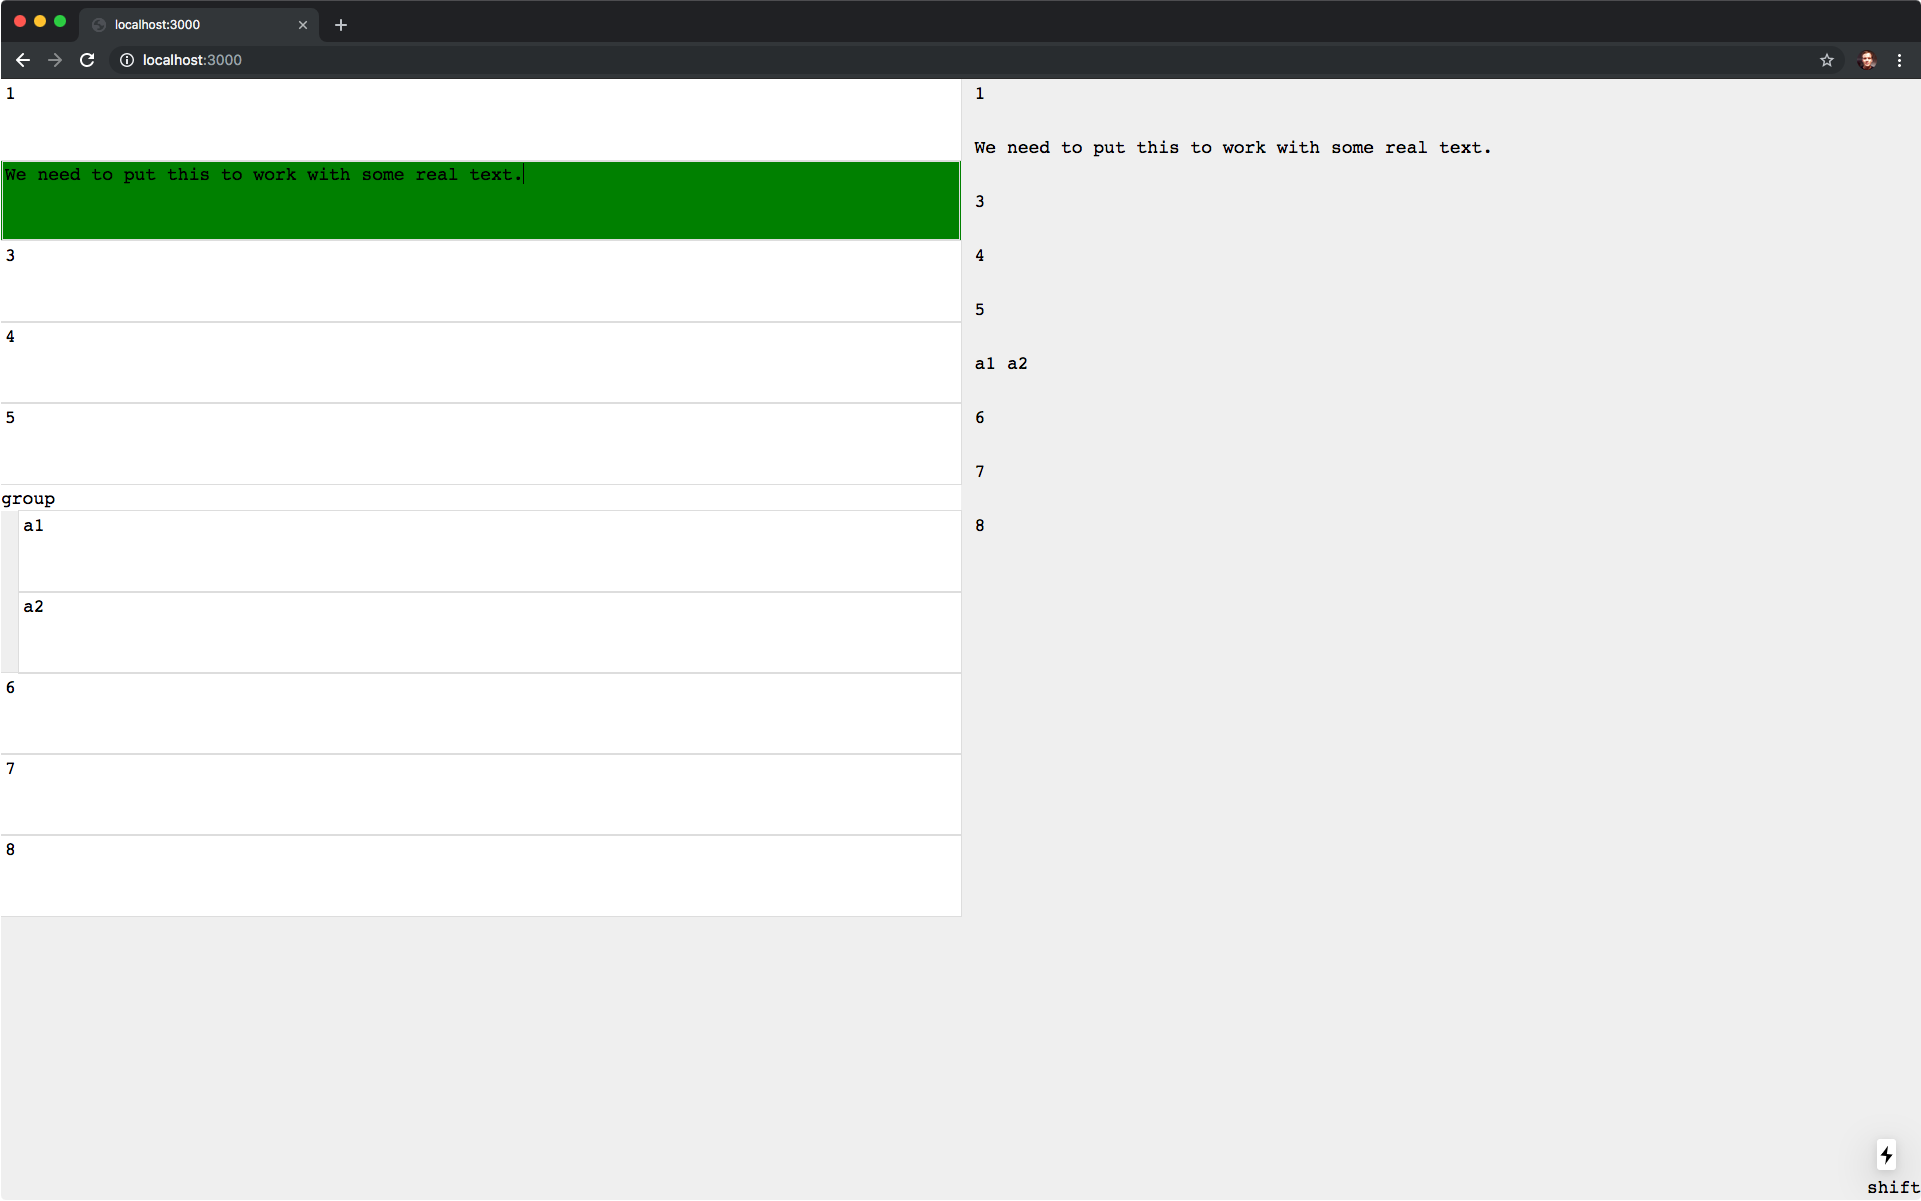 localhost:3000
localhost:3000
1
We need to put this to work with some real text.
3
4
5
group
a1
a2
6
7
8
1
We need to put this to work with some real text.
3
4
5
a1 a2
6
7
8
shift